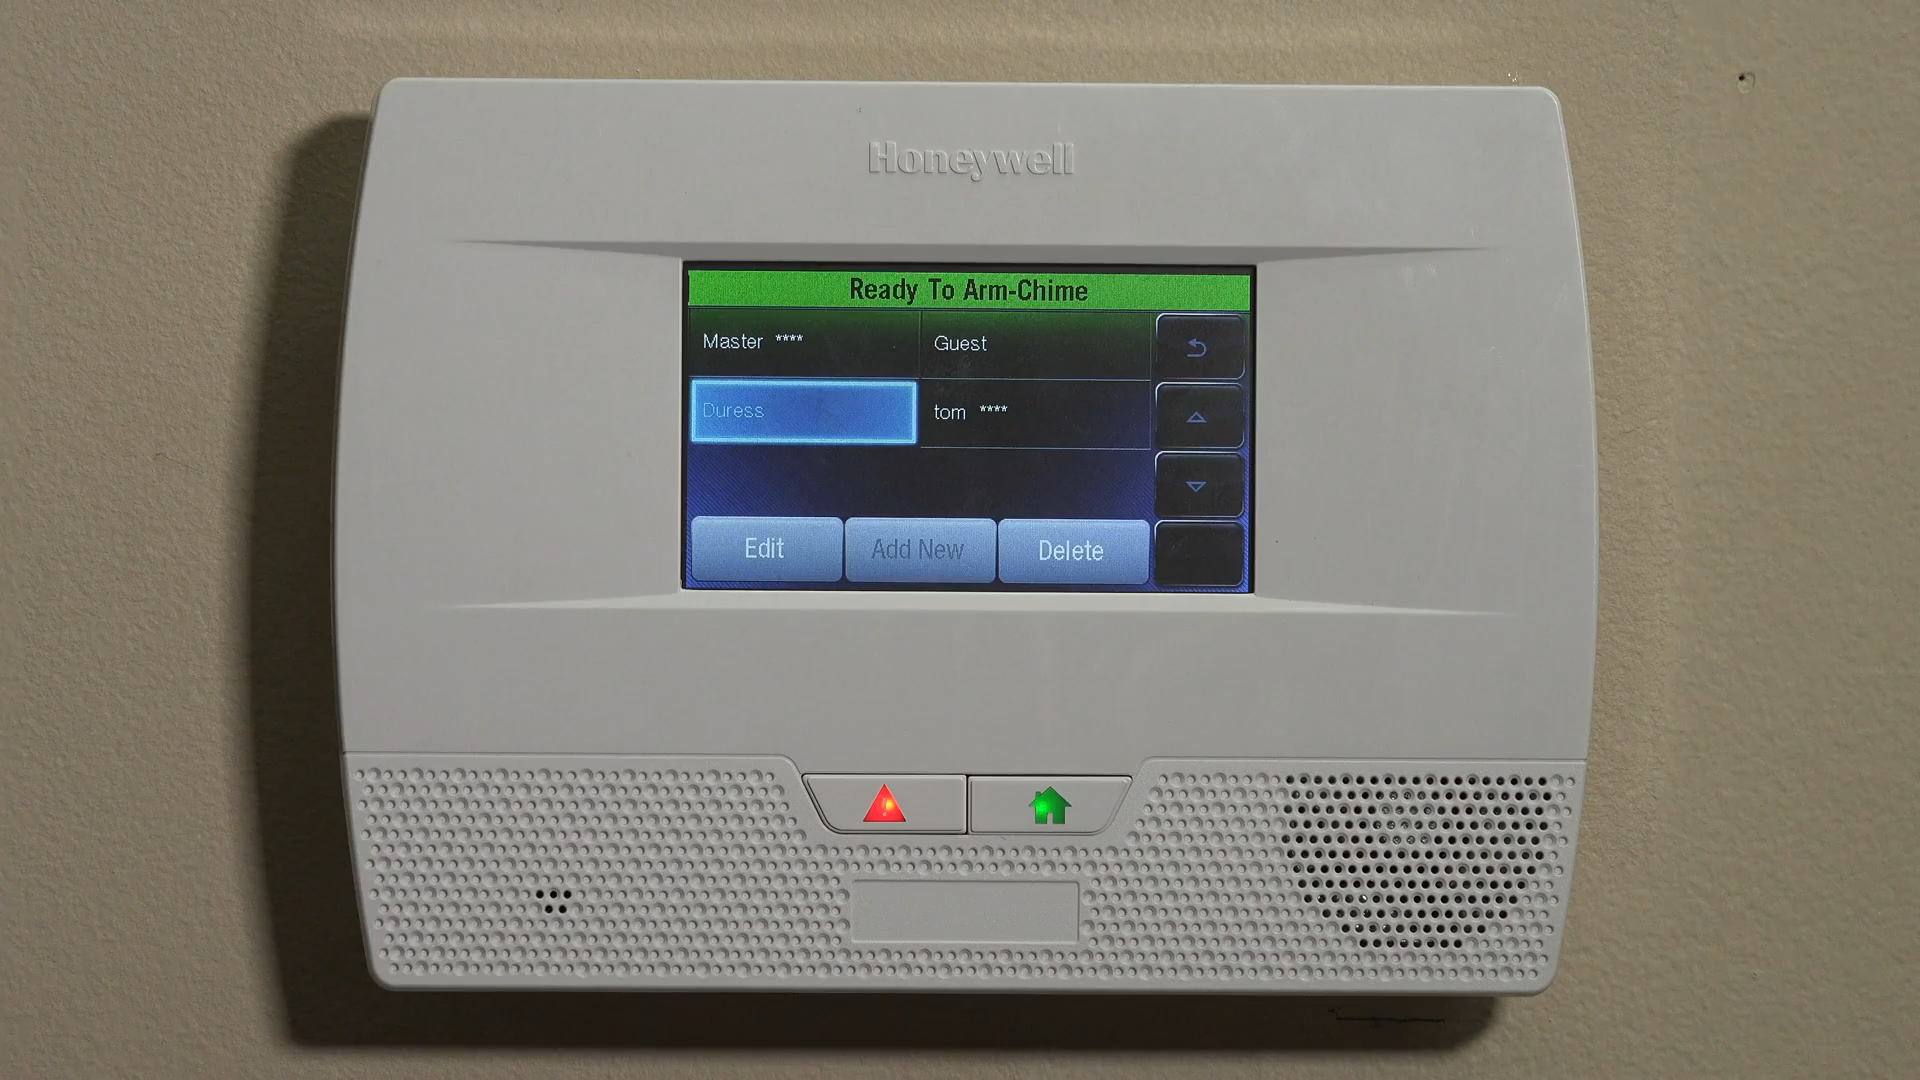 Honeywell
Ready To Arm-Chime
Master ****
Guest
Duress
tom ****
Edit
Add New
Delete